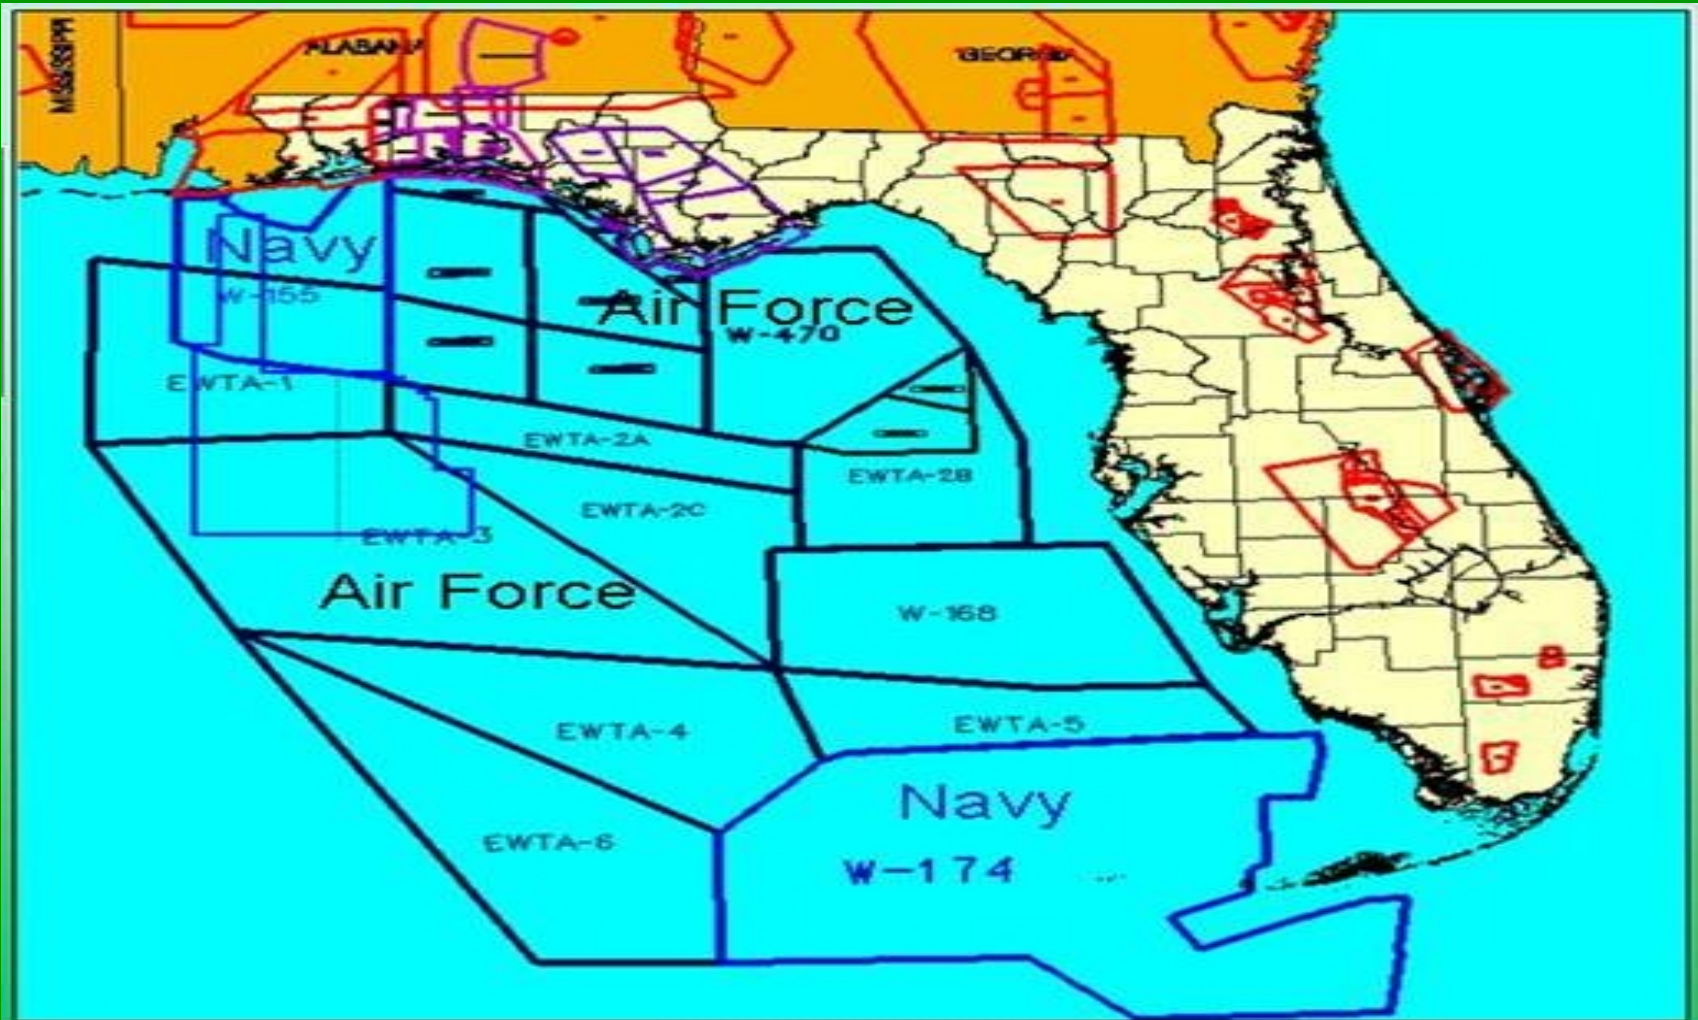 MISSISSIPPI
ALABAMA
GEORGIA
Navy
W-155
Air Force
W-470
EWTA-1
EWTA-2A
EWTA-2B
EWTA-2C
EWTA-3
Air Force
W-168
EWTA-4
EWTA-5
Navy
EWTA-6
W-174